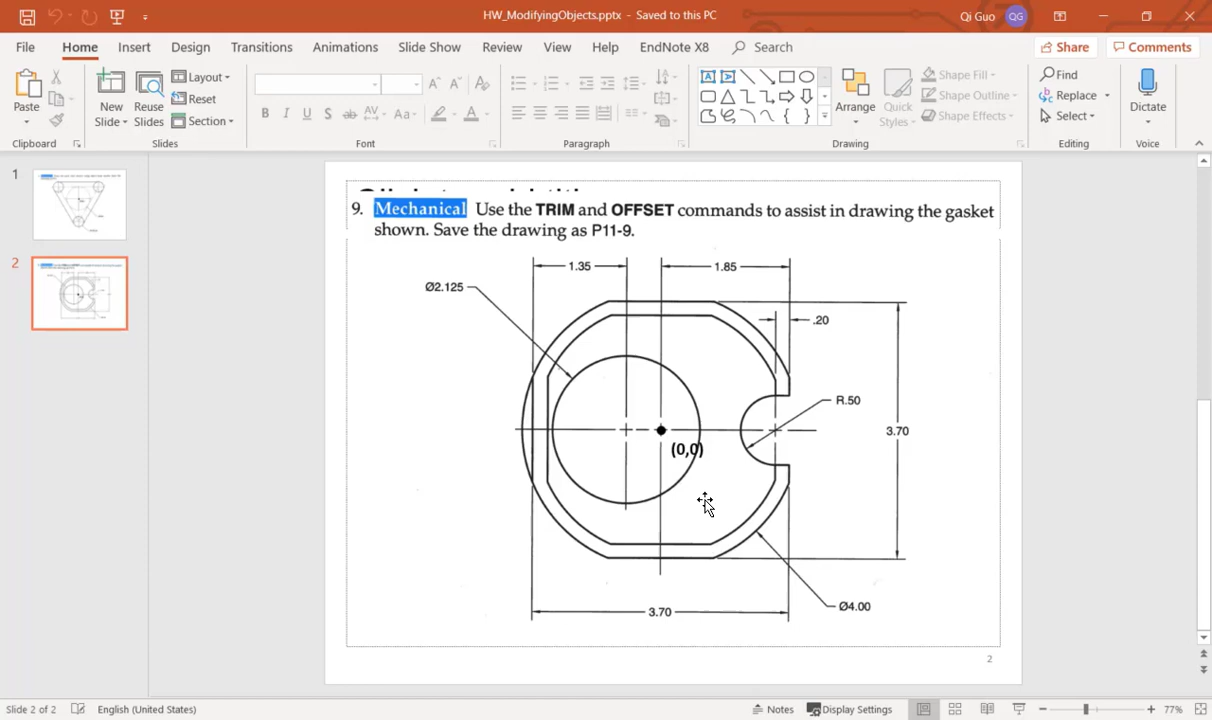 HW_ModifyingObjects.pptx - Saved to this PC
Qi Guo
QG
File Home Insert Design Transitions Animations Slide Show Review View Help EndNote X8 Search
Share
Comments
Paste
New Slide
Reuse Slides
Layout
Reset
Section
B I U S ab AV Aa A
Arrange
Quick Styles
Shape Fill
Shape Outline
Shape Effects
Find
Replace
Select
Dictate
Clipboard Slides Font Paragraph Drawing Editing Voice
1
2
9. Mechanical Use the TRIM and OFFSET commands to assist in drawing the gasket
shown. Save the drawing as P11-9.
1.35
1.85
Ø2.125
.20
R.50
3.70
(0,0)
Ø4.00
3.70
2
Slide 2 of 2 English (United States) Notes Display Settings 77%